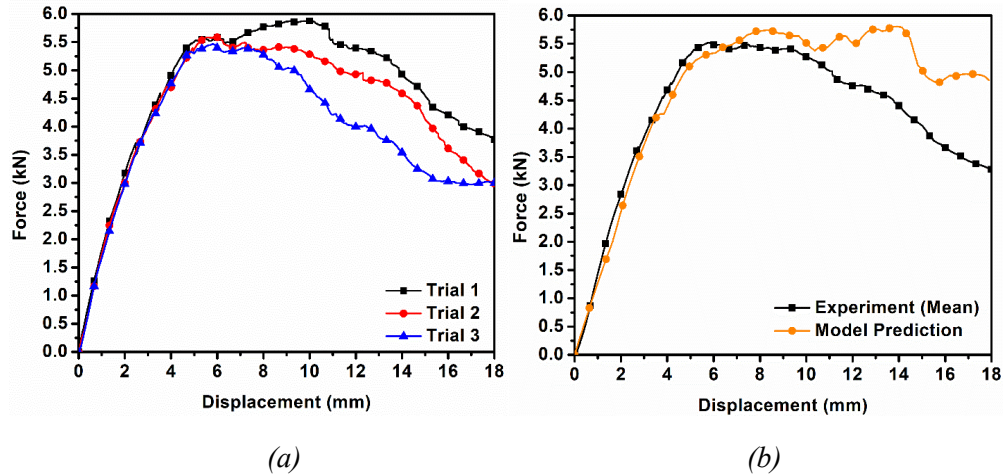 6.0
5.5
5.0
4.5
4.0
3.5
3.0
2.5
2.0
1.5
1.0
0.5
0.0
Force (kN)
Trial 1
Trial 2
Trial 3
0 2 4 6 8 10 12 14 16 18
Displacement (mm)
(a)
6.0
5.5
5.0
4.5
4.0
3.5
3.0
2.5
2.0
1.5
1.0
0.5
0.0
Force (kN)
Experiment (Mean)
Model Prediction
0 2 4 6 8 10 12 14 16 18
Displacement (mm)
(b)